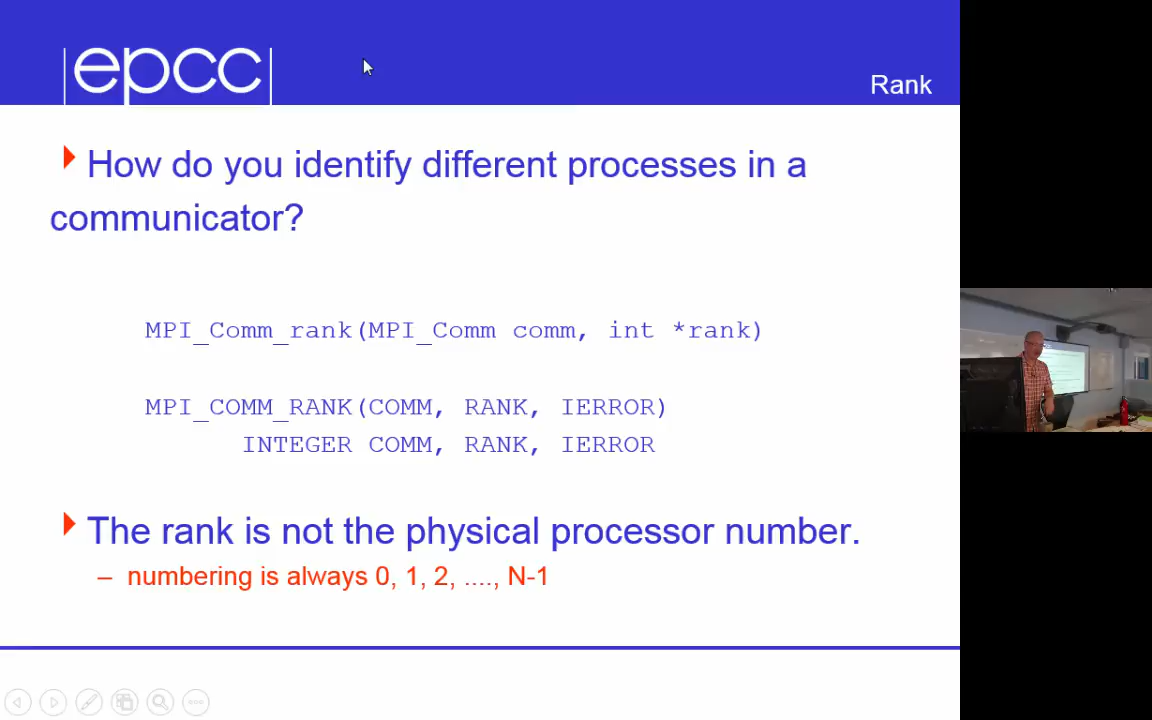 |epcc|
Rank
How do you identify different processes in a
communicator?
MPI_Comm_rank(MPI_Comm comm, int *rank)
MPI_COMM_RANK(COMM, RANK, IERROR)
INTEGER COMM, RANK, IERROR
The rank is not the physical processor number.
– numbering is always 0, 1, 2, ...., N-1